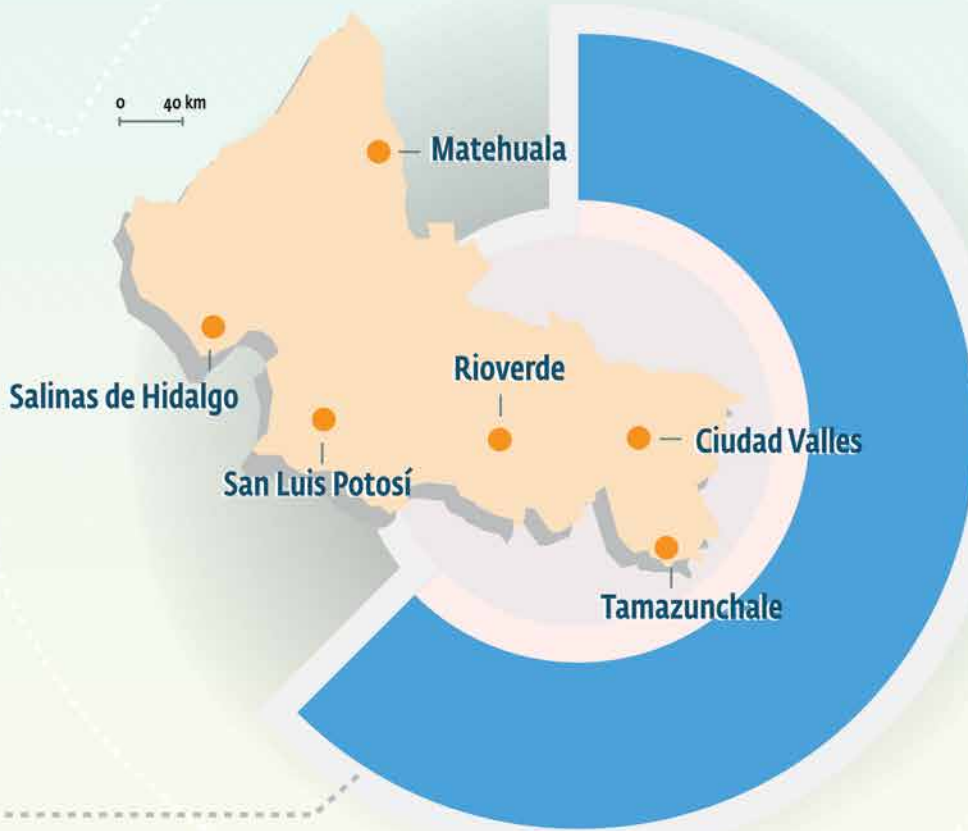 0 40 km
Matehuala
Salinas de Hidalgo
Rioverde
San Luis Potosí
Ciudad Valles
Tamazunchale